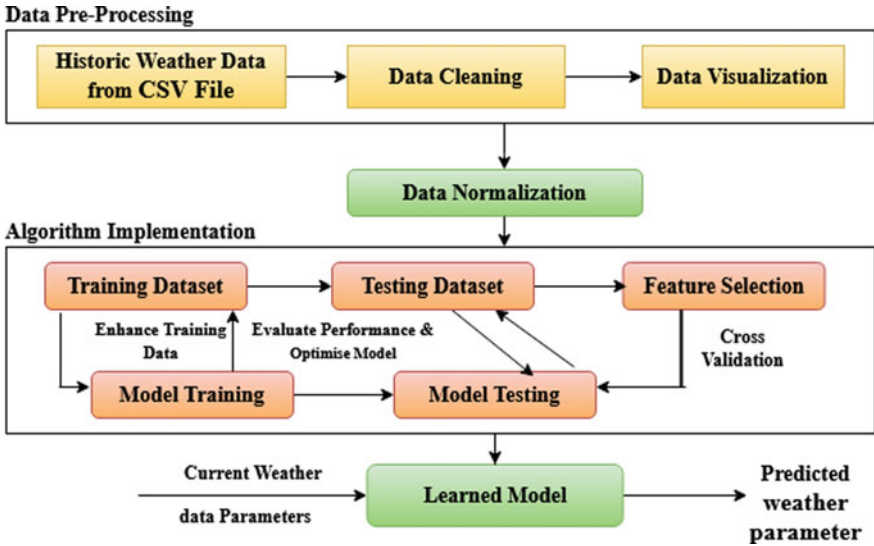 Data Pre-Processing
Historic Weather Data
from CSV File
Data Cleaning
Data Visualization
Data Normalization
Algorithm Implementation
Training Dataset
Testing Dataset
Feature Selection
Enhance Training
Data
Evaluate Performance &
Optimise Model
Cross
Validation
Model Training
Model Testing
Current Weather
data Parameters
Learned Model
Predicted
weather
parameter